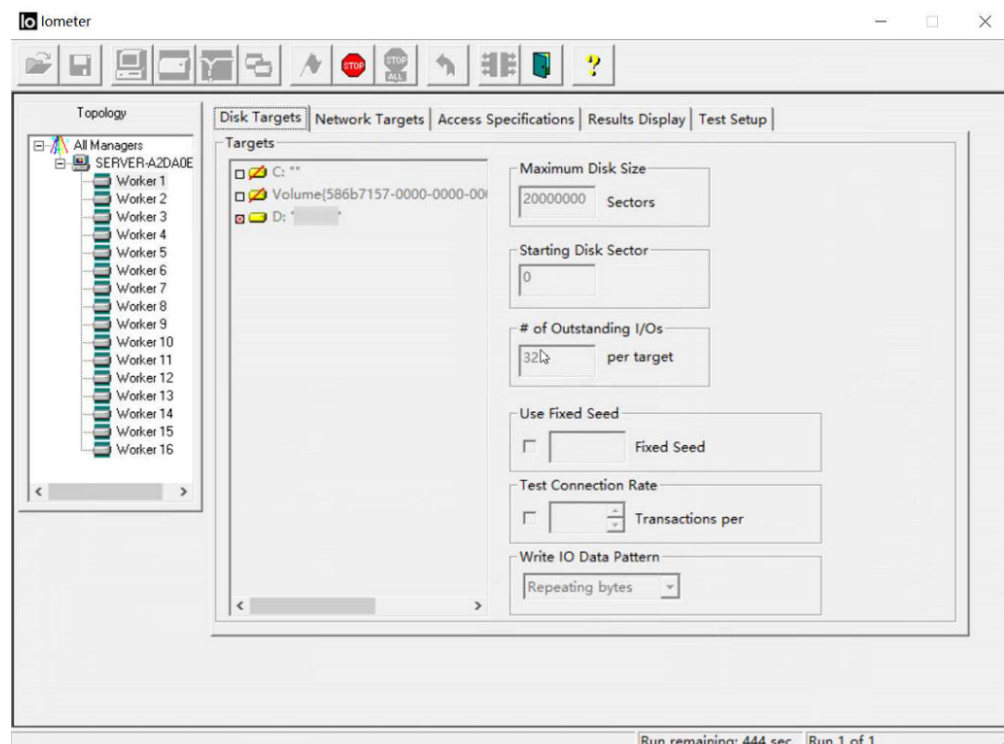 Io Iometer
STOP
STOP ALL
?
Topology
All Managers
SERVER-A2DA0E
Worker 1
Worker 2
Worker 3
Worker 4
Worker 5
Worker 6
Worker 7
Worker 8
Worker 9
Worker 10
Worker 11
Worker 12
Worker 13
Worker 14
Worker 15
Worker 16
Disk Targets Network Targets Access Specifications Results Display Test Setup
Targets
C: ""
Volume{586b7157-0000-0000-00
D: "
Maximum Disk Size
20000000 Sectors
Starting Disk Sector
0
# of Outstanding I/Os
32 per target
Use Fixed Seed
Fixed Seed
Test Connection Rate
Transactions per
Write IO Data Pattern
Repeating bytes
Run remaining: 444 sec Run 1 of 1